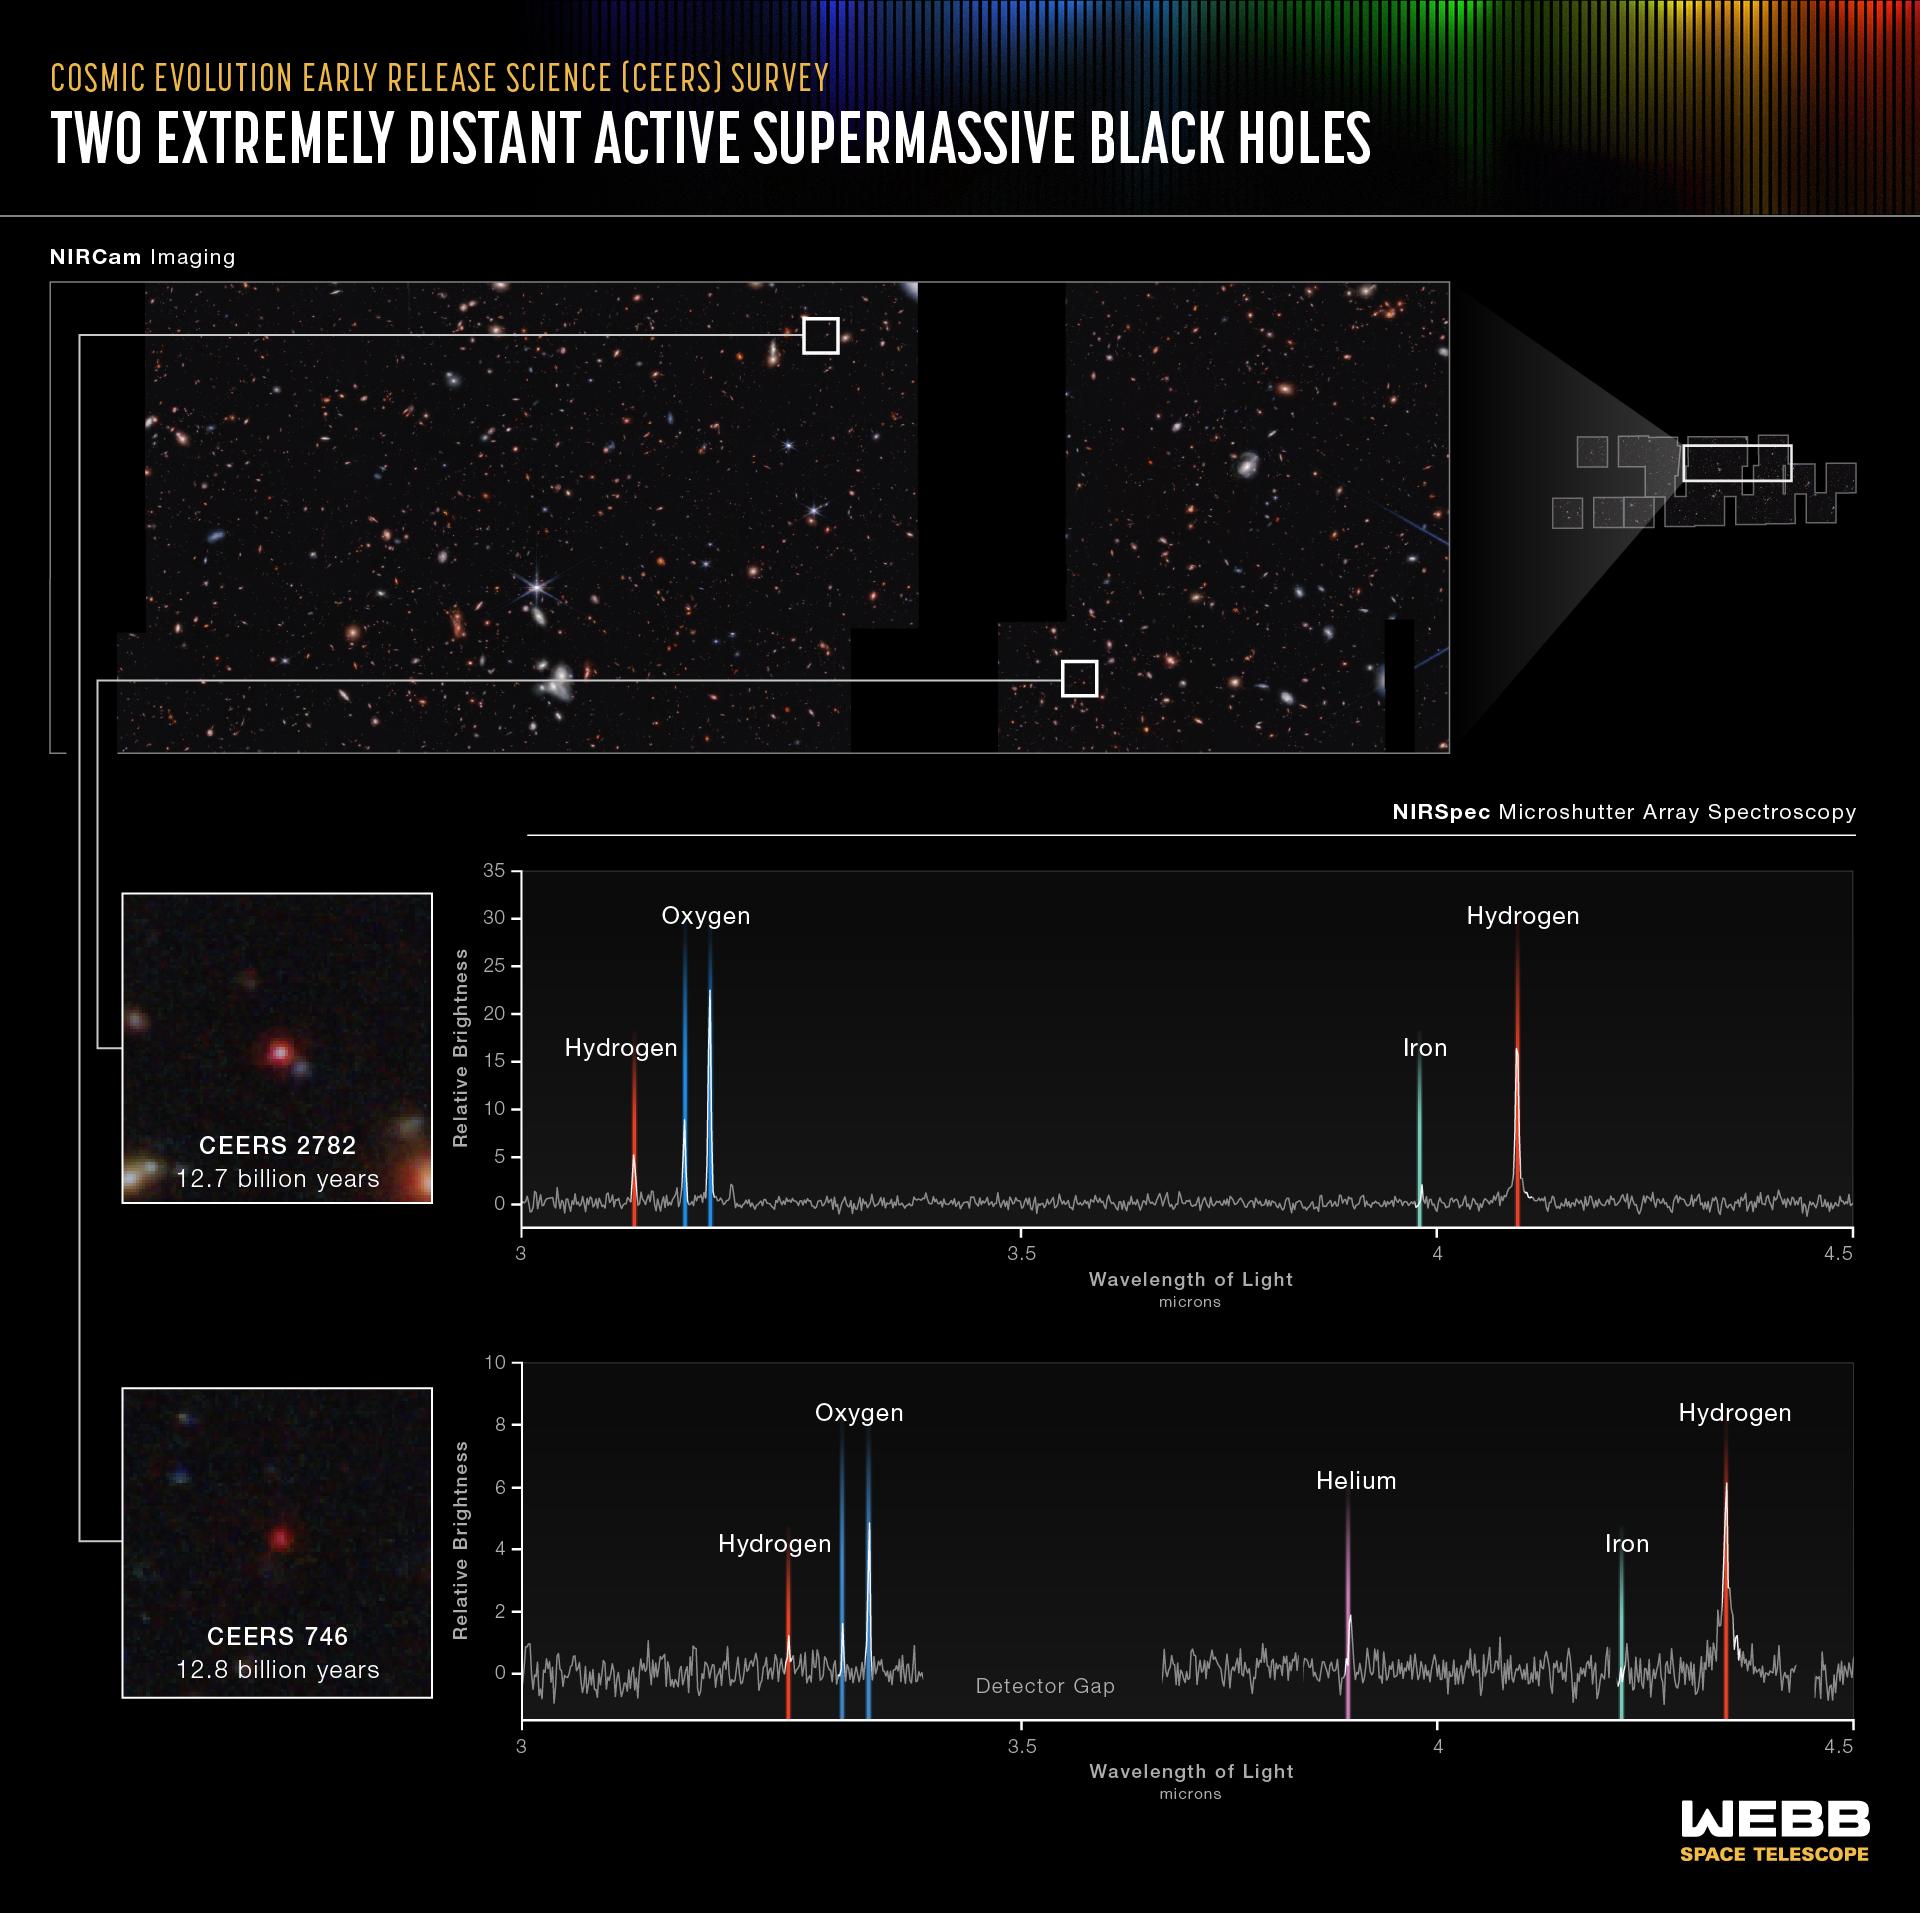 COSMIC EVOLUTION EARLY RELEASE SCIENCE (CEERS) SURVEY
TWO EXTREMELY DISTANT ACTIVE SUPERMASSIVE BLACK HOLES
NIRCam Imaging
NIRSpec Microshutter Array Spectroscopy
CEERS 2782
12.7 billion years
Relative Brightness
35
30
25
20
15
10
5
0
Oxygen
Hydrogen
Hydrogen
Iron
3
3.5
4
4.5
Wavelength of Light
microns
CEERS 746
12.8 billion years
Relative Brightness
10
8
6
4
2
0
Oxygen
Hydrogen
Helium
Hydrogen
Iron
Detector Gap
3
3.5
4
4.5
Wavelength of Light
microns
WEBB
SPACE TELESCOPE